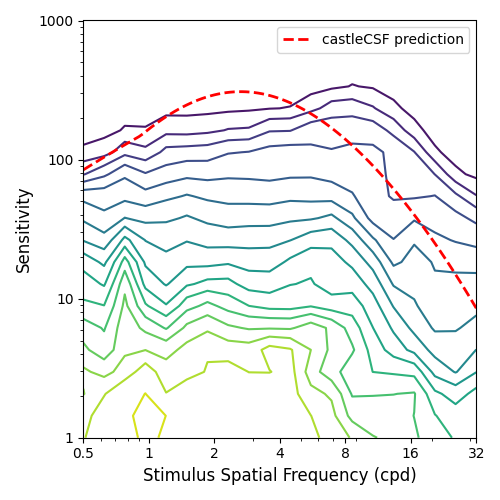 1000
castleCSF prediction
100
Sensitivity
10
1
0.5 1 2 4 8 16 32
Stimulus Spatial Frequency (cpd)